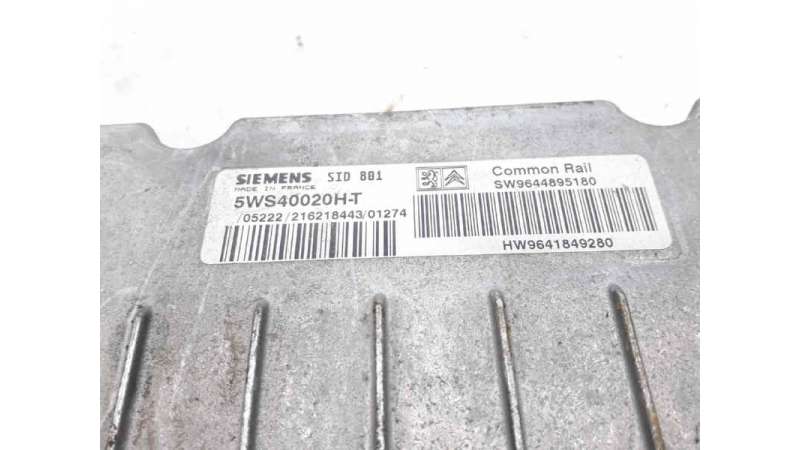 SIEMENS SID 801
MADE IN FRANCE
5WS40020H-T
/05222/216218443/01274
Common Rail
SW9644895180
HW9641849280